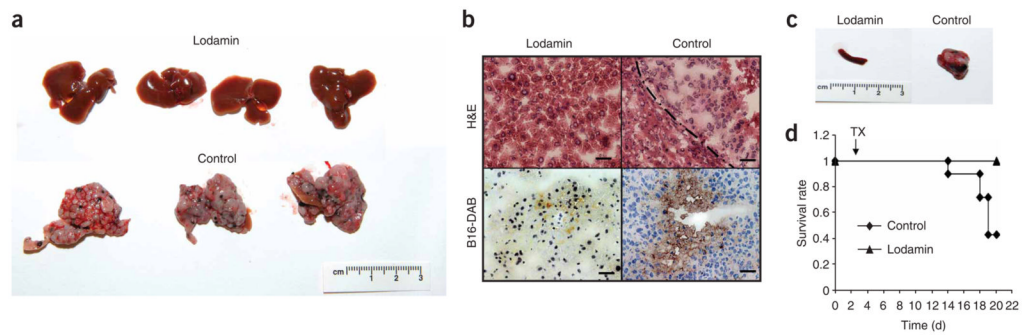 a
Lodamin
Control
cm 1 2 3
b
Lodamin Control
H&E
B16-DAB
c
Lodamin Control
cm 1 2 3
d
TX
1.2
1
0.8
0.6
0.4
0.2
0
Survival rate
Control
Lodamin
0 2 4 6 8 10 12 14 16 18 20 22
Time (d)